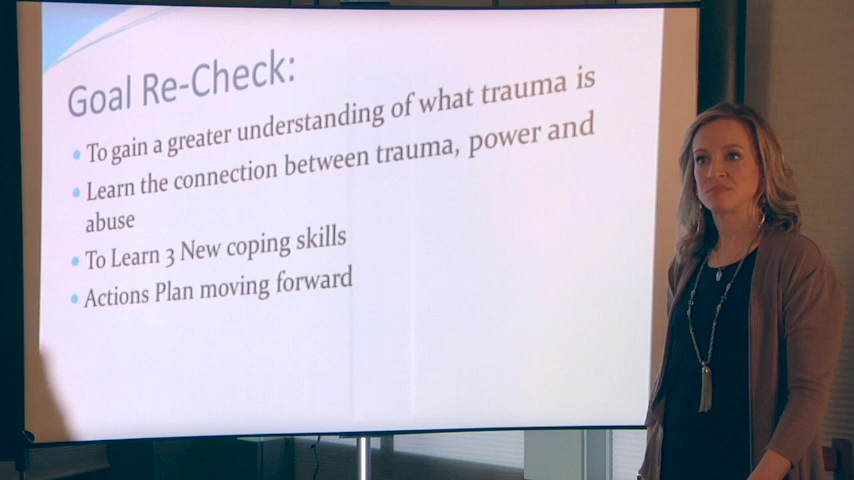 Goal Re-Check:
• To gain a greater understanding of what trauma is
• Learn the connection between trauma, power and
abuse
• To Learn 3 New coping skills
• Actions Plan moving forward